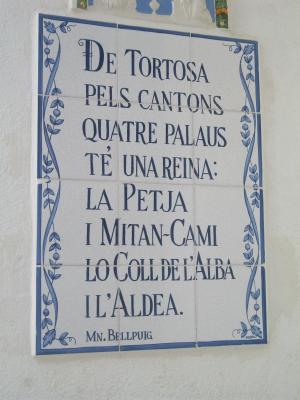 DE TORTOSA
PELS CANTONS
QUATRE PALAUS
TÉ UNA REINA:
LA PETJA
I MITAN-CAMI
LO COLL DE L'ALBA
I L'ALDEA.
MN. BELLPUIG